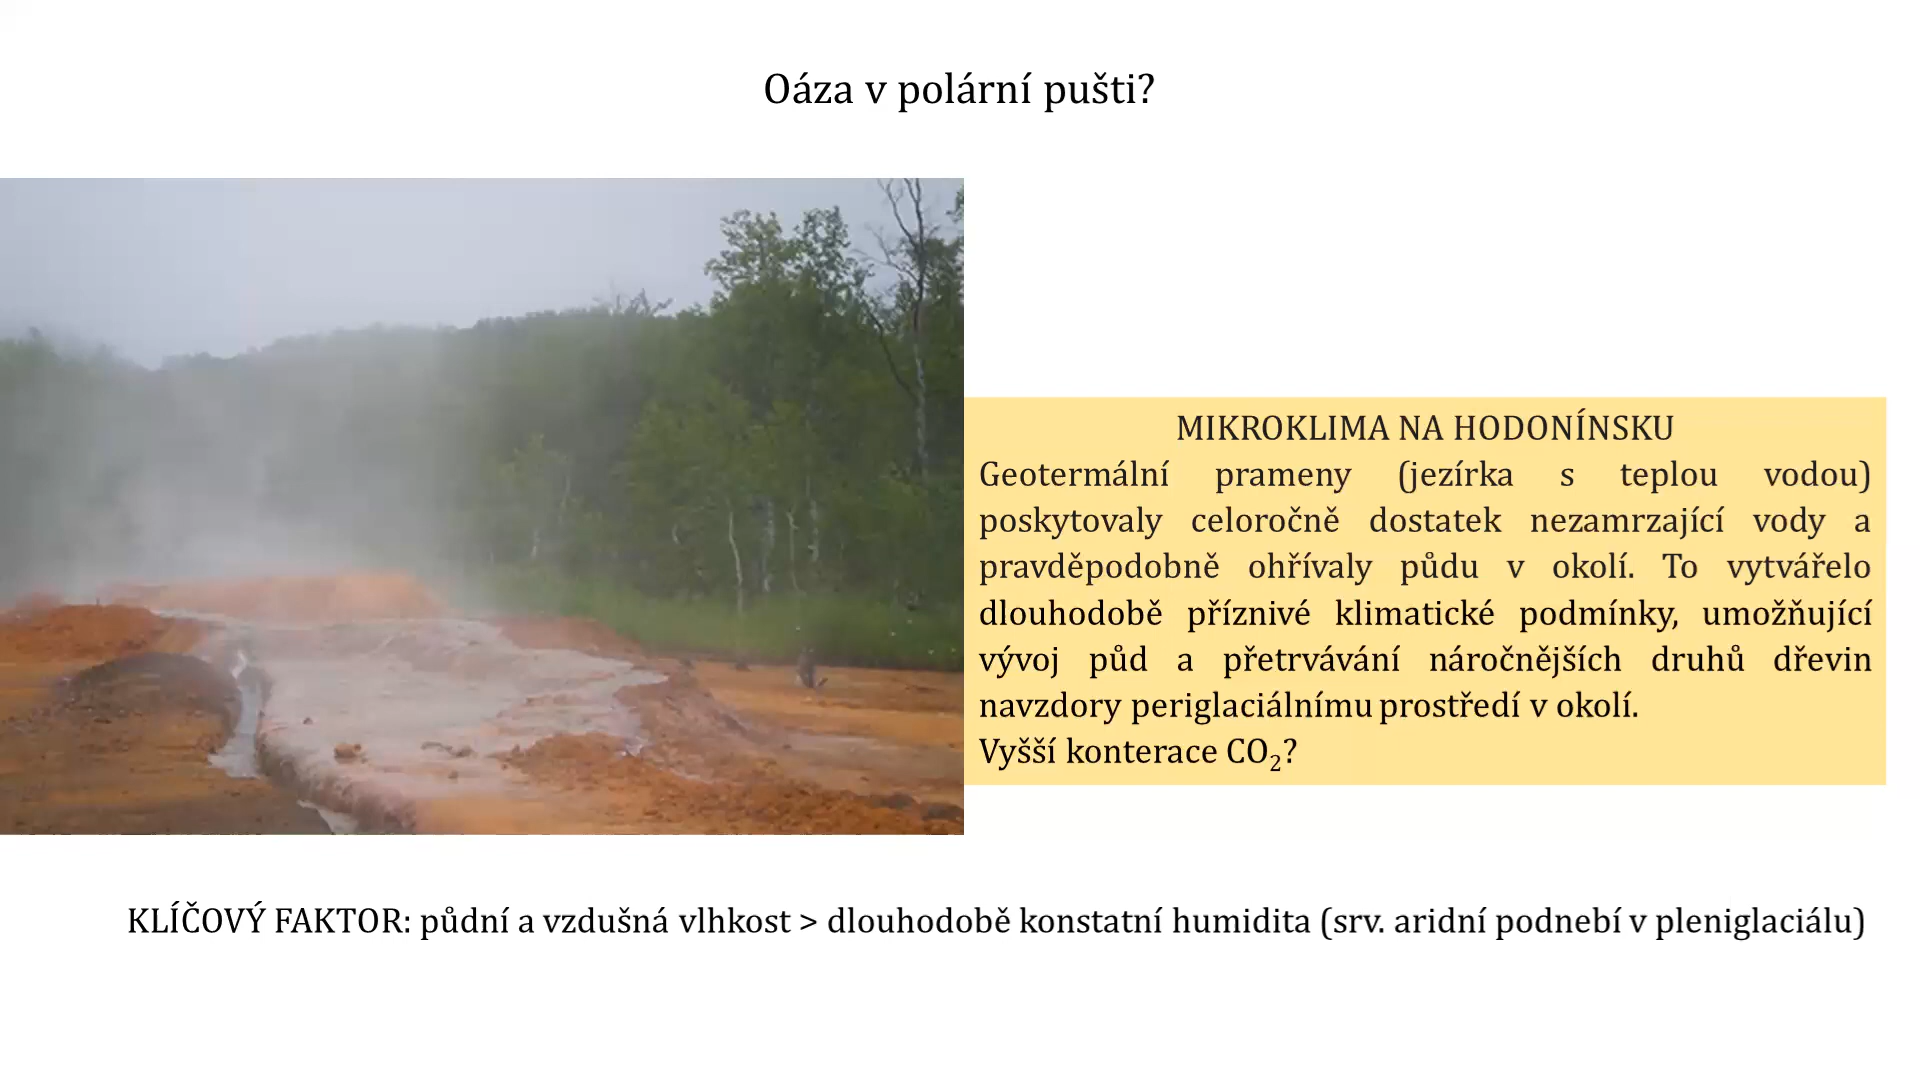 Oáza v polární pušti?
MIKROKLIMA NA HODONÍNSKU
Geotermální prameny (jezírka s teplou vodou)
poskytovaly celoročně dostatek nezamrzající vody a
pravděpodobně ohřívaly půdu v okolí. To vytvářelo
dlouhodobě příznivé klimatické podmínky, umožňující
vývoj půd a přetrvávání náročnějších druhů dřevin
navzdory periglaciálnímu prostředí v okolí.
Vyšší konterace CO₂?
KLÍČOVÝ FAKTOR: půdní a vzdušná vlhkost > dlouhodobě konstatní humidita (srv. aridní podnebí v pleniglaciálu)